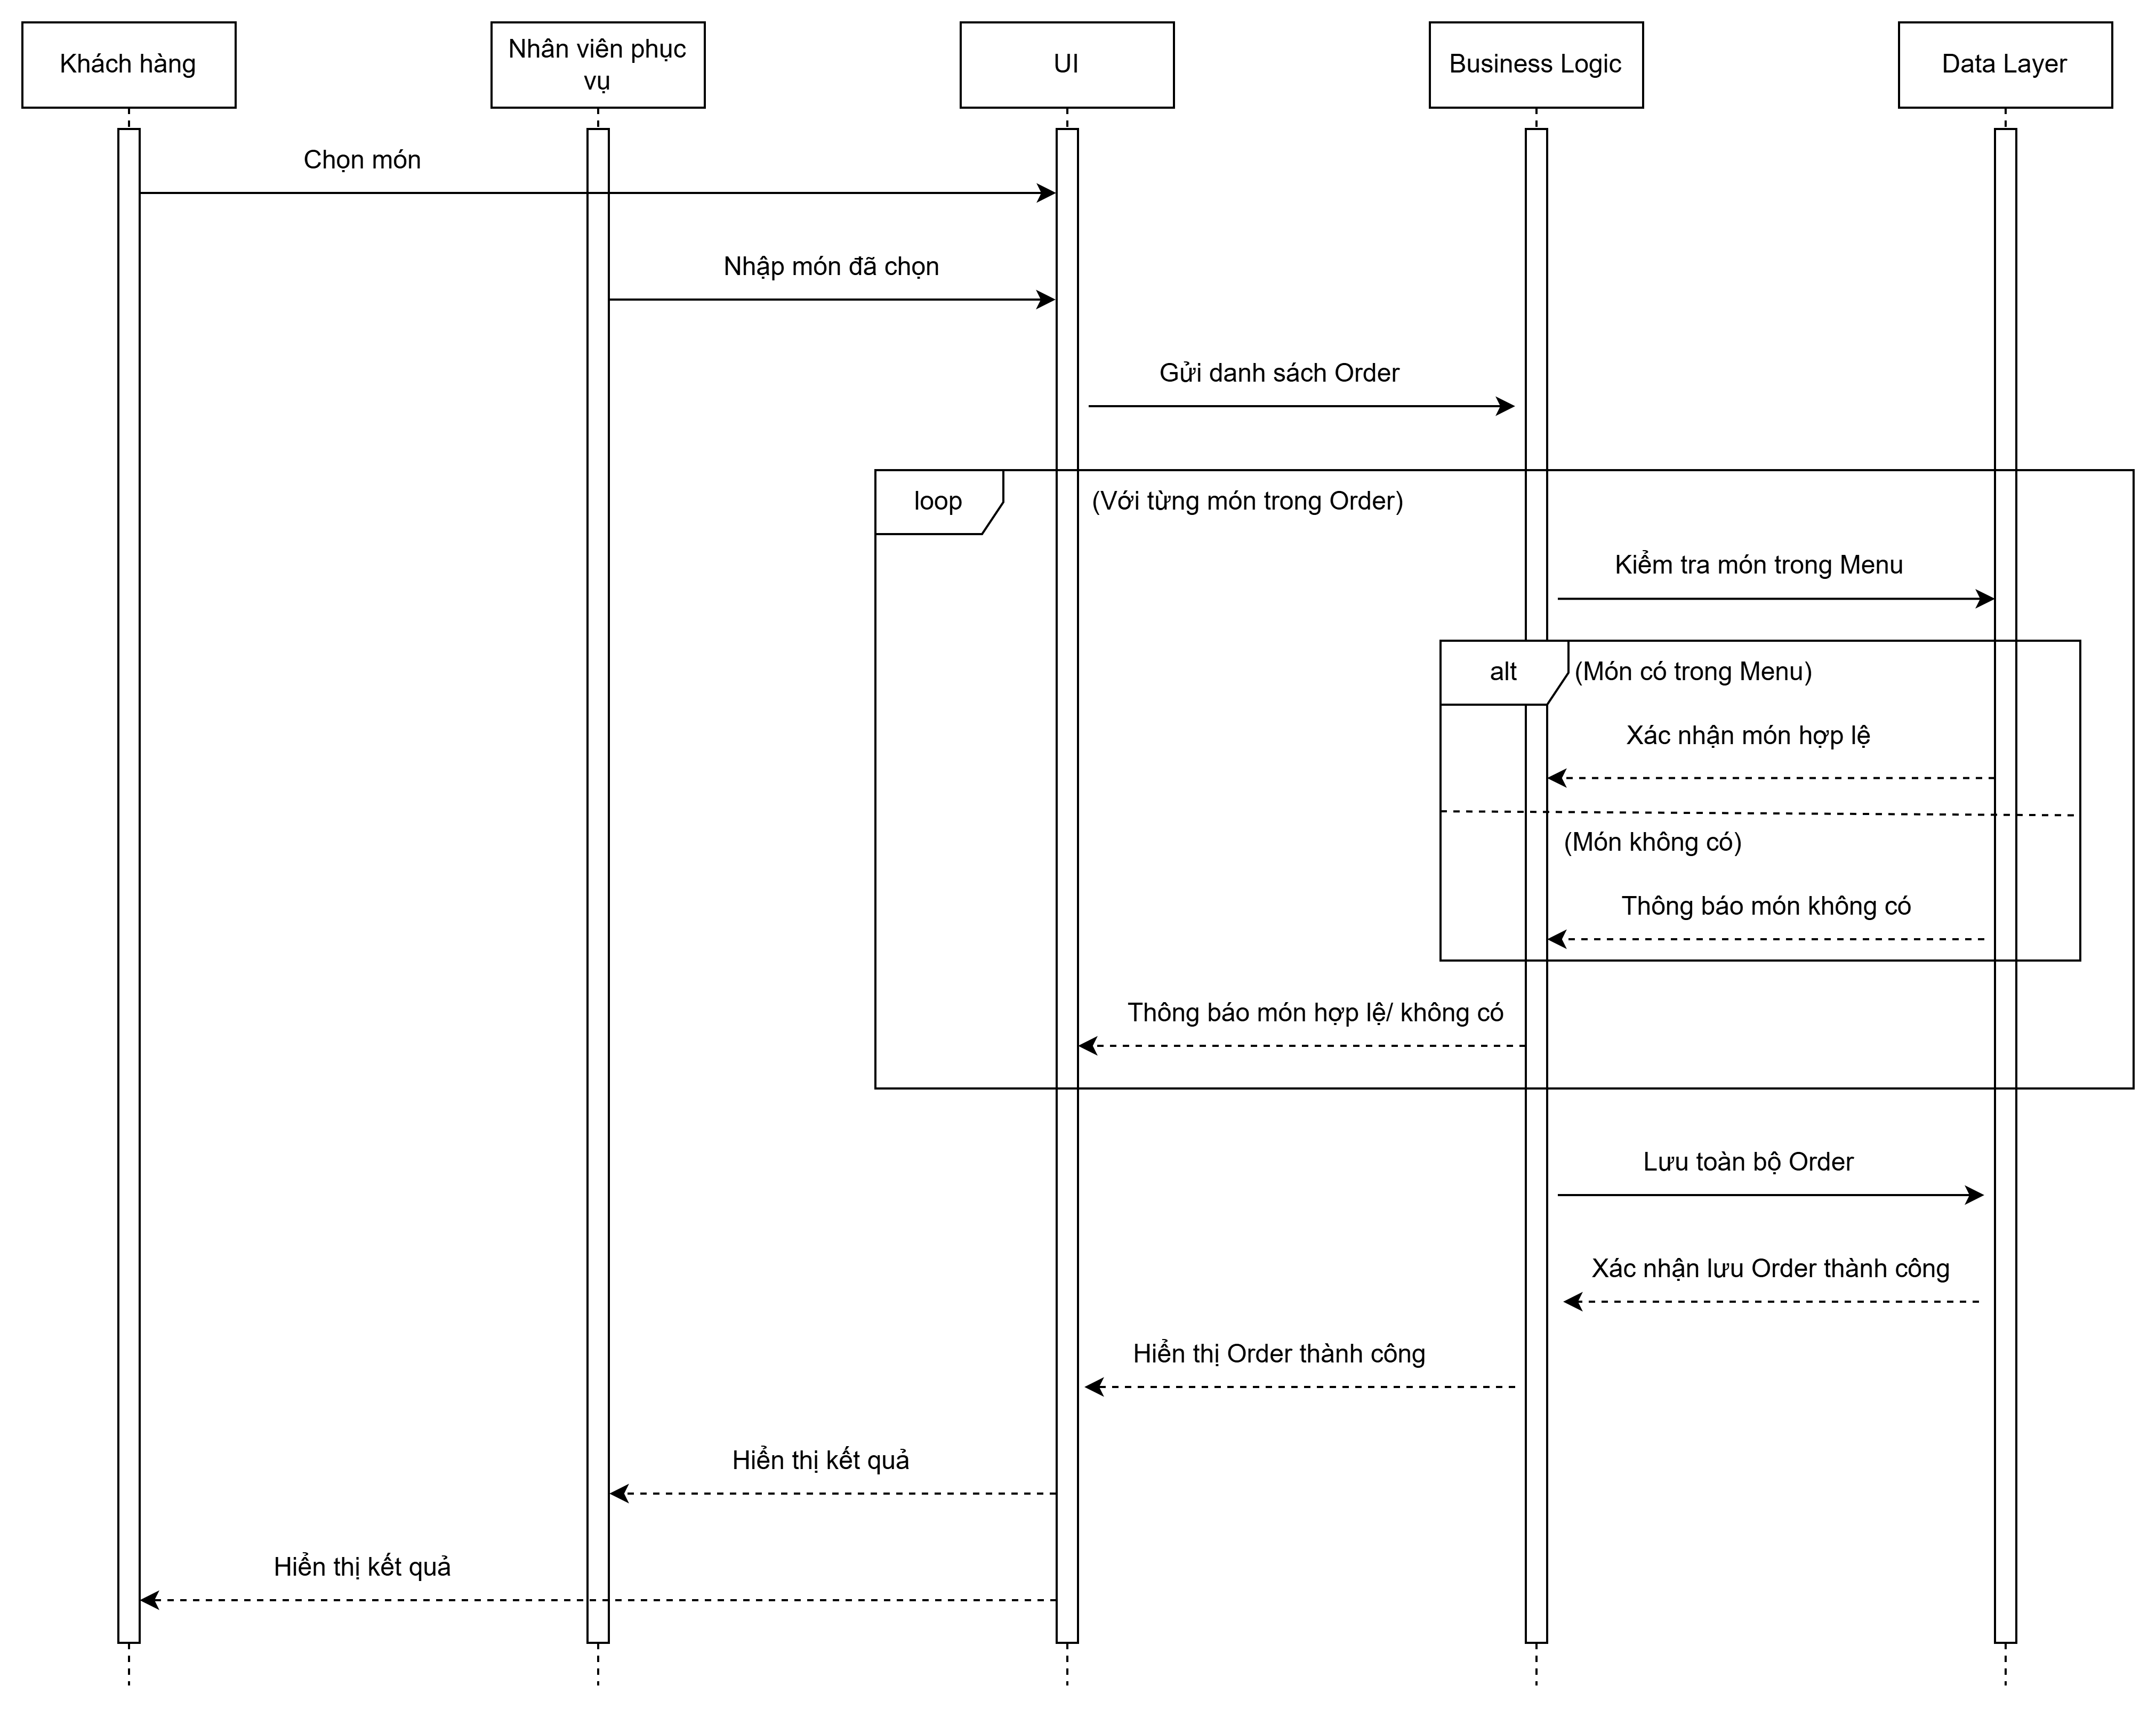 Khách hàng
Nhân viên phục
vụ
UI
Business Logic
Data Layer
Chọn món
Nhập món đã chọn
Gửi danh sách Order
loop
(Với từng món trong Order)
Kiểm tra món trong Menu
alt
(Món có trong Menu)
Xác nhận món hợp lệ
(Món không có)
Thông báo món không có
Thông báo món hợp lệ/ không có
Lưu toàn bộ Order
Xác nhận lưu Order thành công
Hiển thị Order thành công
Hiển thị kết quả
Hiển thị kết quả